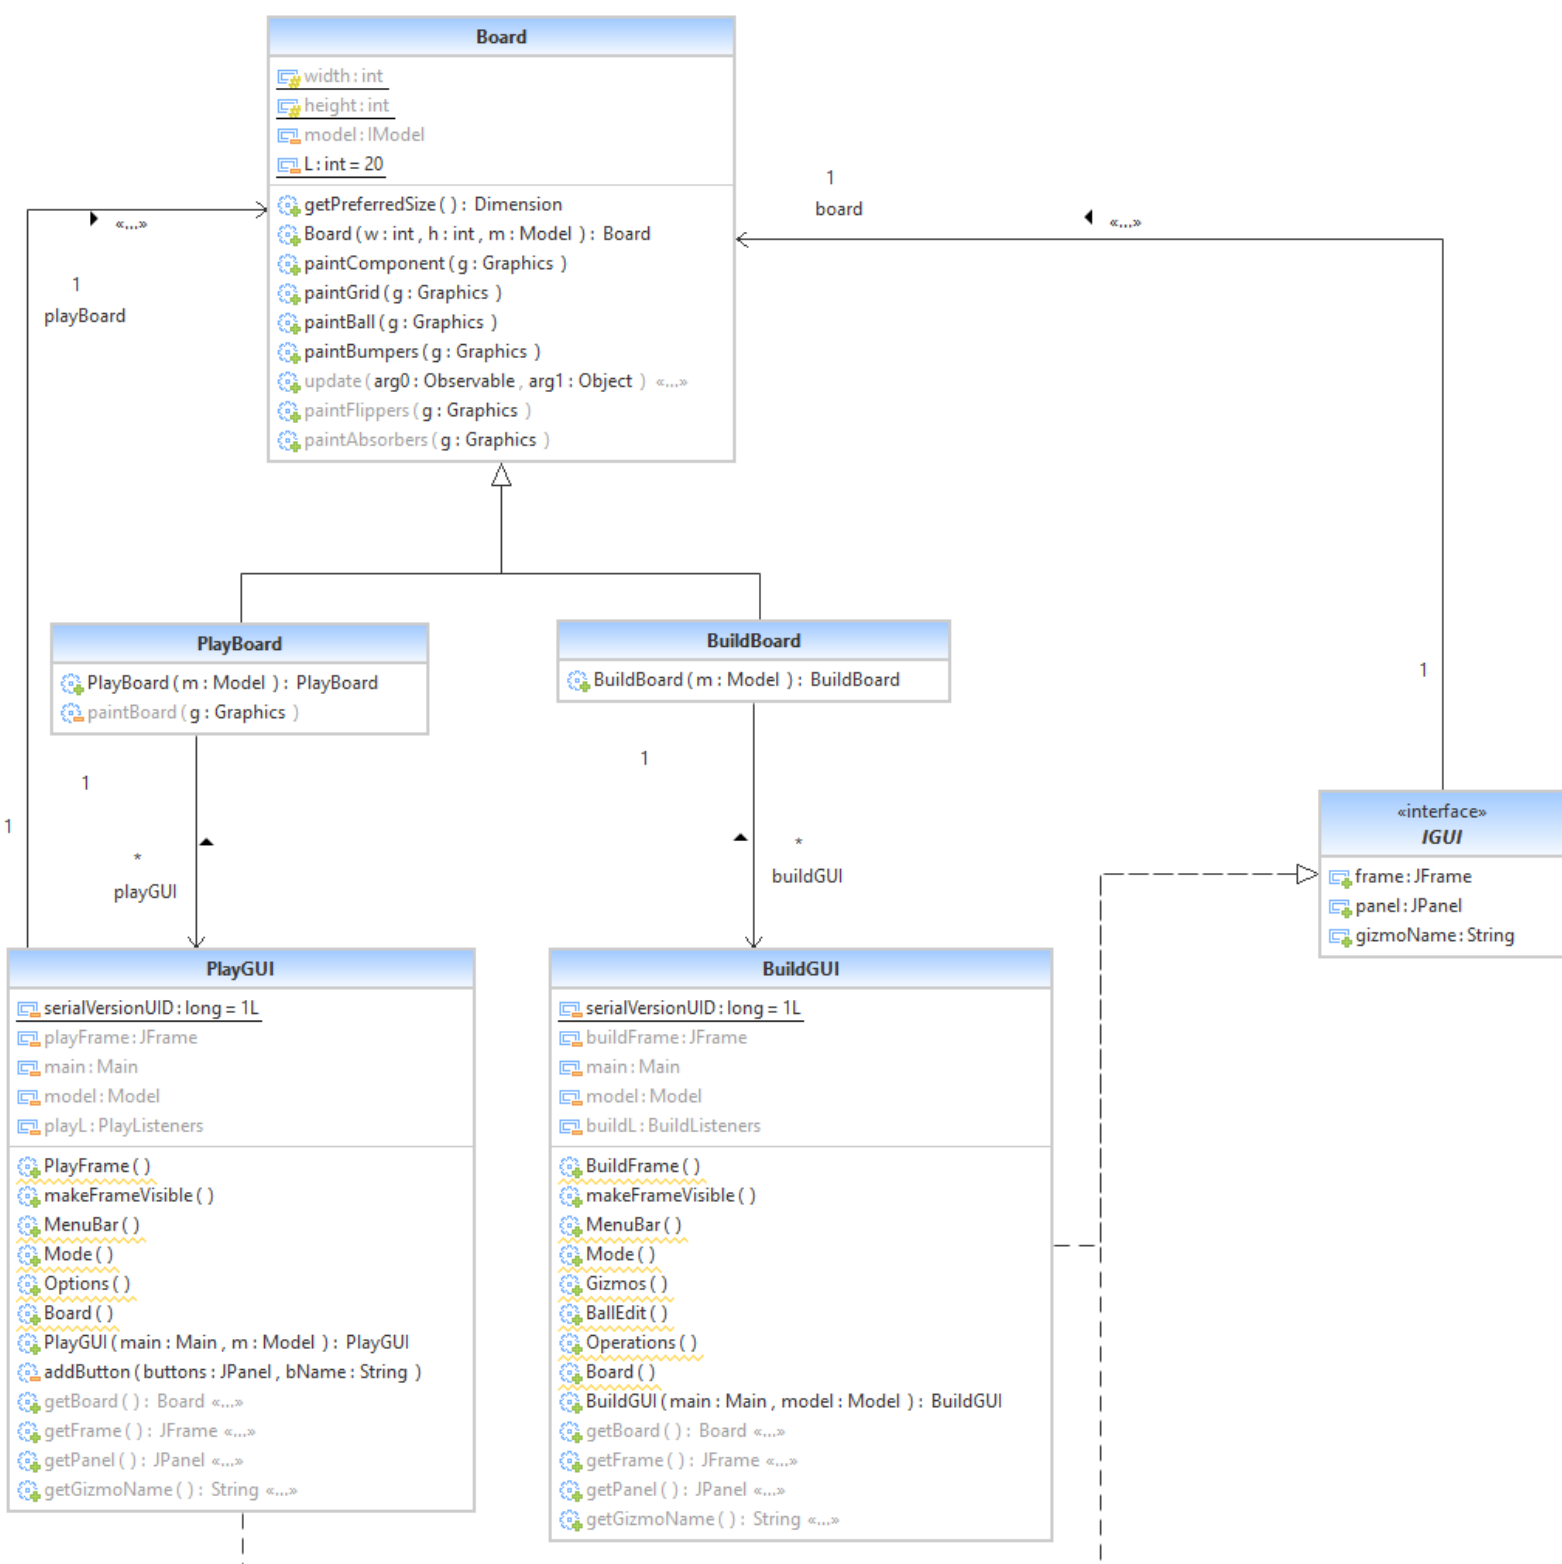 Board
width : int
height : int
model : IModel
L : int = 20
getPreferredSize ( ) : Dimension
Board ( w : int , h : int , m : Model ) : Board
paintComponent ( g : Graphics )
paintGrid ( g : Graphics )
paintBall ( g : Graphics )
paintBumpers ( g : Graphics )
update ( arg0 : Observable , arg1 : Object ) «...»
paintFlippers ( g : Graphics )
paintAbsorbers ( g : Graphics )
«...»
1
playBoard
1
board
«...»
PlayBoard
PlayBoard ( m : Model ) : PlayBoard
paintBoard ( g : Graphics )
BuildBoard
BuildBoard ( m : Model ) : BuildBoard
1
1
1
1
*
playGUI
*
buildGUI
«interface»
IGUI
frame : JFrame
panel : JPanel
gizmoName : String
PlayGUI
serialVersionUID : long = 1L
playFrame : JFrame
main : Main
model : Model
playL : PlayListeners
PlayFrame ( )
makeFrameVisible ( )
MenuBar ( )
Mode ( )
Options ( )
Board ( )
PlayGUI ( main : Main , m : Model ) : PlayGUI
addButton ( buttons : JPanel , bName : String )
getBoard ( ) : Board «...»
getFrame ( ) : JFrame «...»
getPanel ( ) : JPanel «...»
getGizmoName ( ) : String «...»
BuildGUI
serialVersionUID : long = 1L
buildFrame : JFrame
main : Main
model : Model
buildL : BuildListeners
BuildFrame ( )
makeFrameVisible ( )
MenuBar ( )
Mode ( )
Gizmos ( )
BallEdit ( )
Operations ( )
Board ( )
BuildGUI ( main : Main , model : Model ) : BuildGUI
getBoard ( ) : Board «...»
getFrame ( ) : JFrame «...»
getPanel ( ) : JPanel «...»
getGizmoName ( ) : String «...»